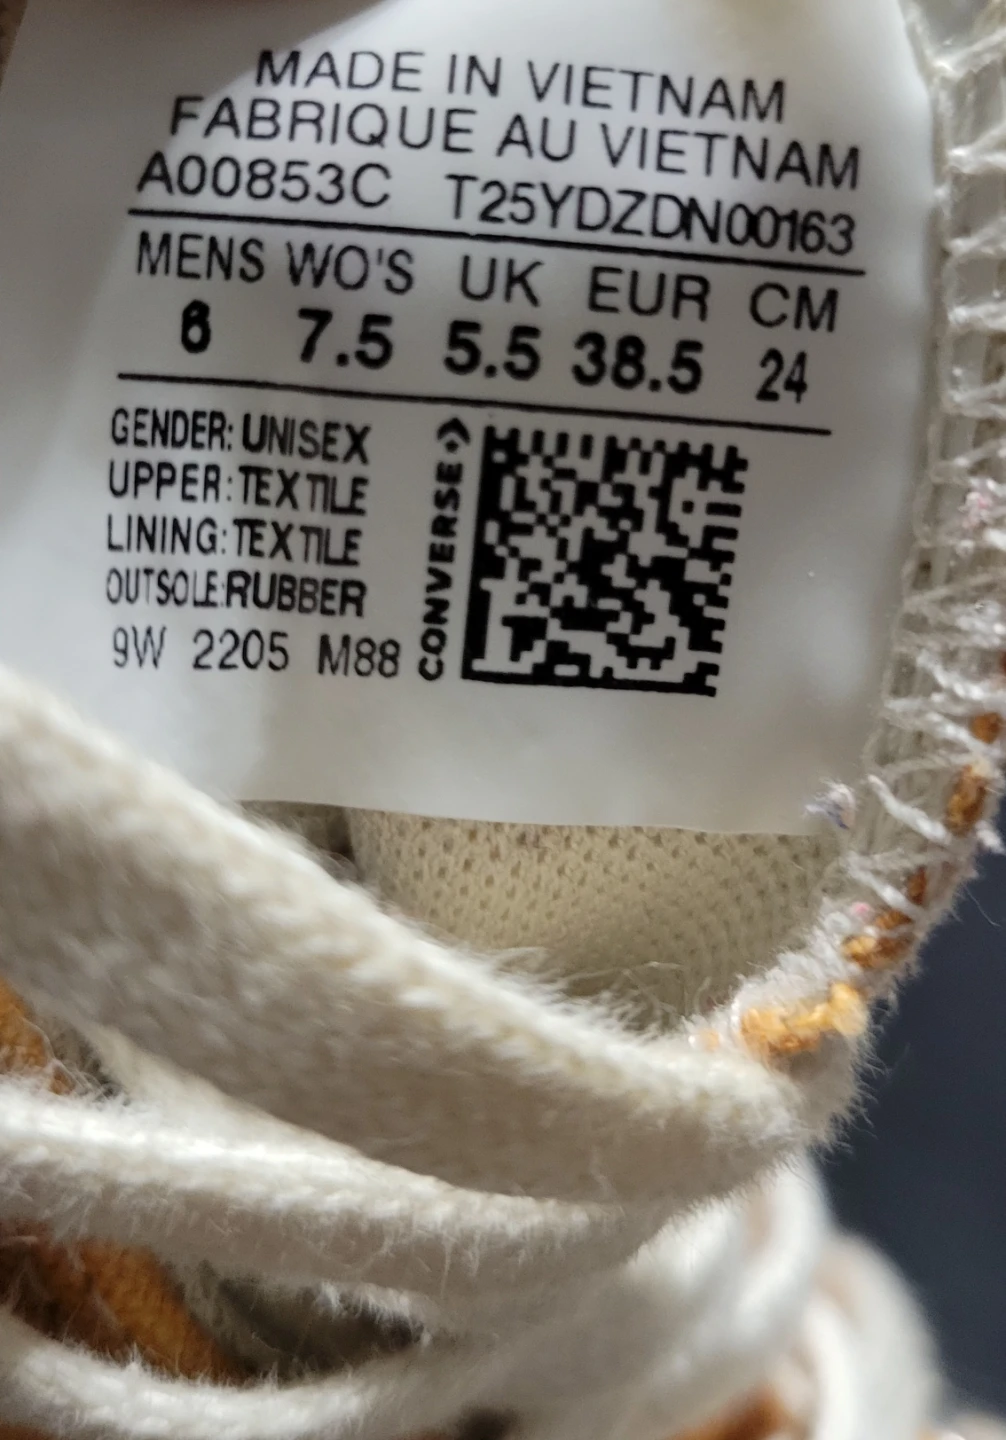 MADE IN VIETNAM
FABRIQUE AU VIETNAM
A00853C T25YDZDN00163
MENS WO'S UK EUR CM
6 7.5 5.5 38.5 24
GENDER: UNISEX
UPPER: TEXTILE
LINING: TEXTILE
OUTSOLE: RUBBER
9W 2205 M88
CONVERSE